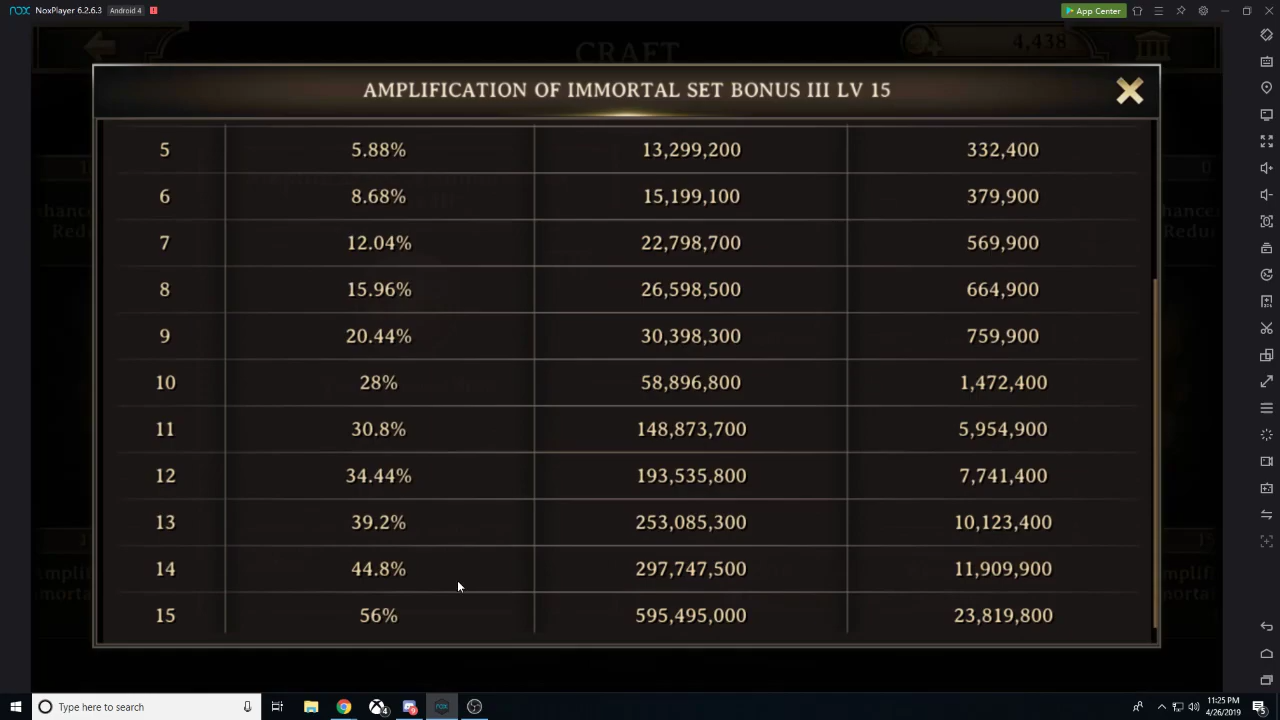 NoxPlayer 6.2.6.3 Android 4
App Center
CRAFT
4,438
AMPLIFICATION OF IMMORTAL SET BONUS III LV 15
5 5.88% 13,299,200 332,400
6 8.68% 15,199,100 379,900
7 12.04% 22,798,700 569,900
8 15.96% 26,598,500 664,900
9 20.44% 30,398,300 759,900
10 28% 58,896,800 1,472,400
11 30.8% 148,873,700 5,954,900
12 34.44% 193,535,800 7,741,400
13 39.2% 253,085,300 10,123,400
14 44.8% 297,747,500 11,909,900
15 56% 595,495,000 23,819,800
Type here to search
11:25 PM
4/26/2019